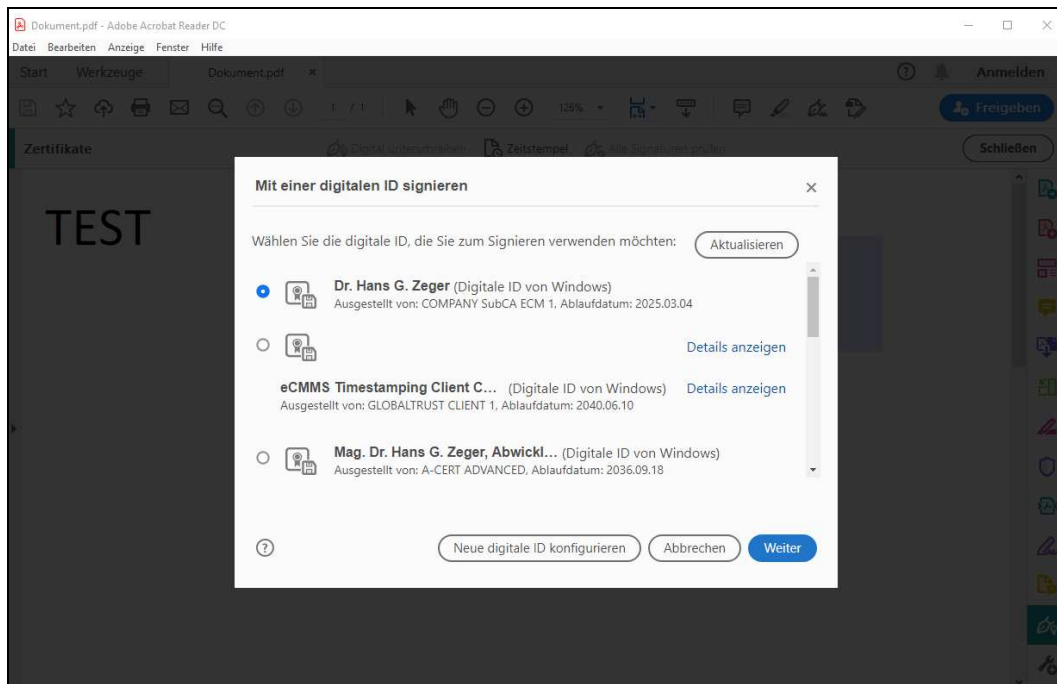 Dokument.pdf - Adobe Acrobat Reader DC
Datei Bearbeiten Anzeige Fenster Hilfe
Start Werkzeuge Dokument.pdf × Anmelden
1 / 1 125% Freigeben
Zertifikate Digital unterschreiben Zeitstempel Alle Signaturen prüfen Schließen
TEST
Mit einer digitalen ID signieren
Wählen Sie die digitale ID, die Sie zum Signieren verwenden möchten: Aktualisieren
Dr. Hans G. Zeger (Digitale ID von Windows)
Ausgestellt von: COMPANY SubCA ECM 1, Ablaufdatum: 2025.03.04
Details anzeigen
eCMMS Timestamping Client C... (Digitale ID von Windows) Details anzeigen
Ausgestellt von: GLOBALTRUST CLIENT 1, Ablaufdatum: 2040.06.10
Mag. Dr. Hans G. Zeger, Abwickl... (Digitale ID von Windows)
Ausgestellt von: A-CERT ADVANCED, Ablaufdatum: 2036.09.18
Neue digitale ID konfigurieren Abbrechen Weiter